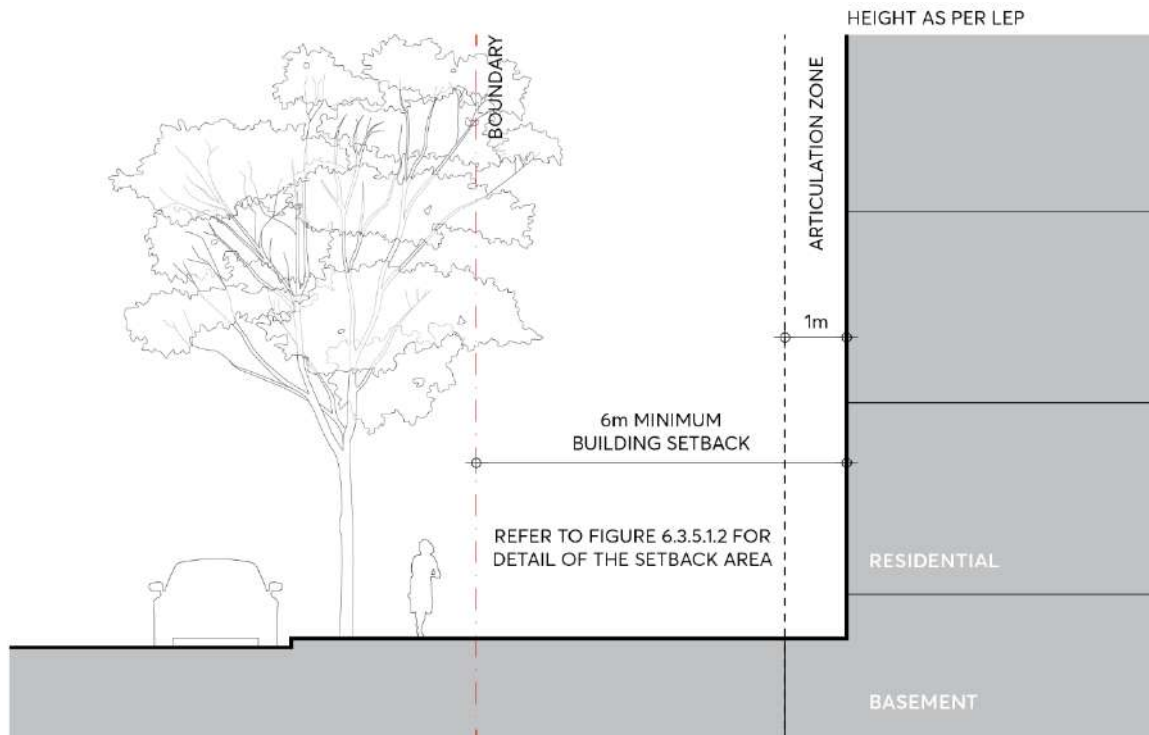 HEIGHT AS PER LEP
BOUNDARY
ARTICULATION ZONE
1m
6m MINIMUM
BUILDING SETBACK
REFER TO FIGURE 6.3.5.1.2 FOR
DETAIL OF THE SETBACK AREA
RESIDENTIAL
BASEMENT